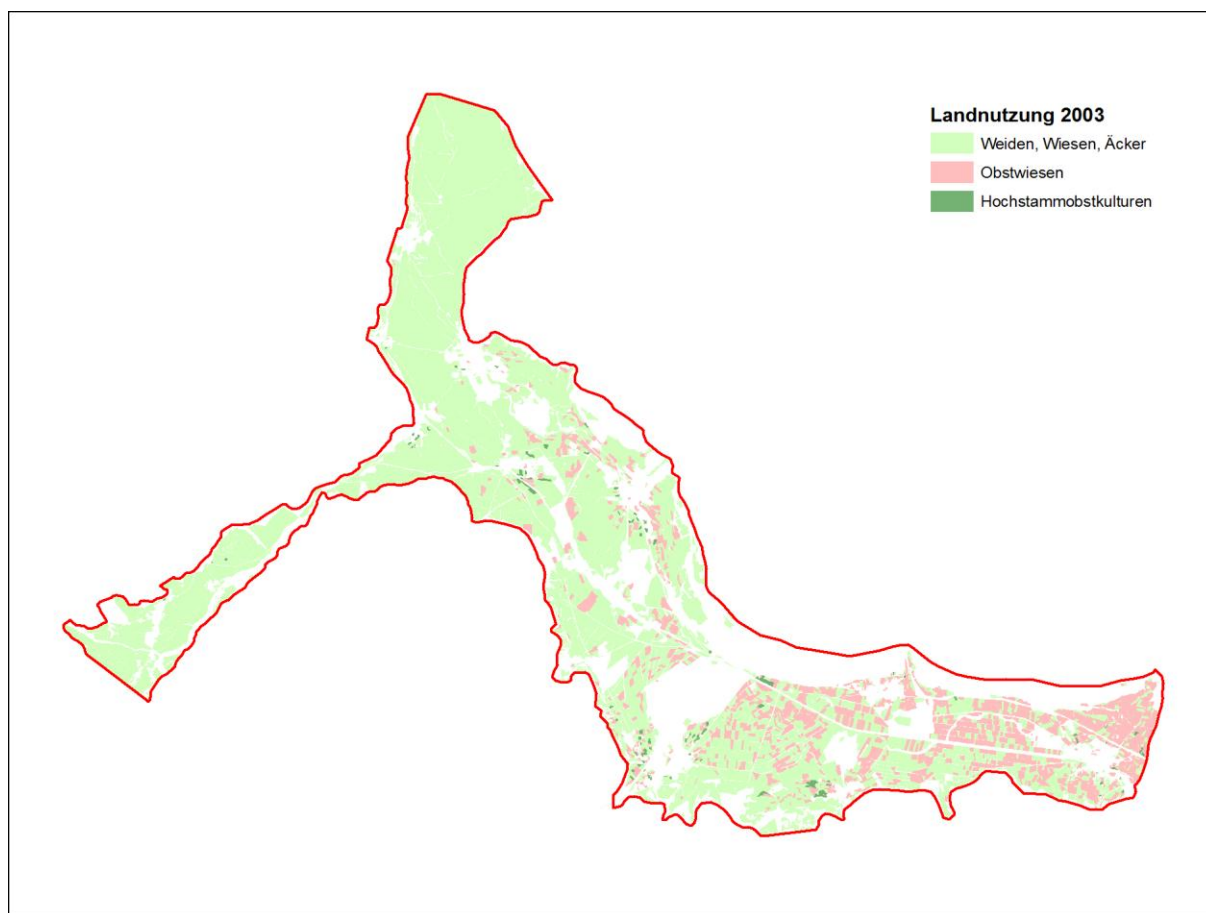 Landnutzung 2003
Weiden, Wiesen, Äcker
Obstwiesen
Hochstammobstkulturen